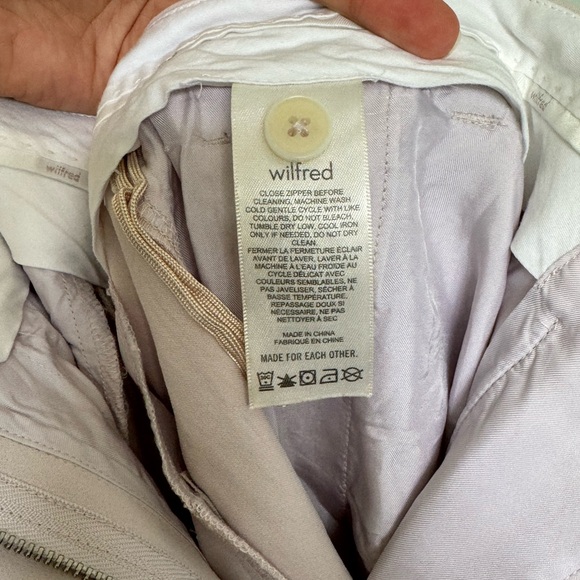 wilfred
CLOSE ZIPPER BEFORE
CLEANING, MACHINE WASH
COLD GENTLE CYCLE WITH LIKE
COLOURS, DO NOT BLEACH,
TUMBLE DRY LOW, COOL IRON
ONLY IF NEEDED, DO NOT DRY
CLEAN.
FERMER LA FERMETURE ÉCLAIR
AVANT DE LAVER, LAVER À LA
MACHINE À L'EAU FROIDE AU
CYCLE DÉLICAT AVEC
COULEURS SEMBLABLES, NE
PAS JAVELISER, SÉCHER À
BASSE TEMPÉRATURE,
REPASSAGE DOUX SI
NÉCESSAIRE, NE PAS
NETTOYER À SEC
MADE IN CHINA
FABRIQUÉ EN CHINE
MADE FOR EACH OTHER.
wilfred
wilfred